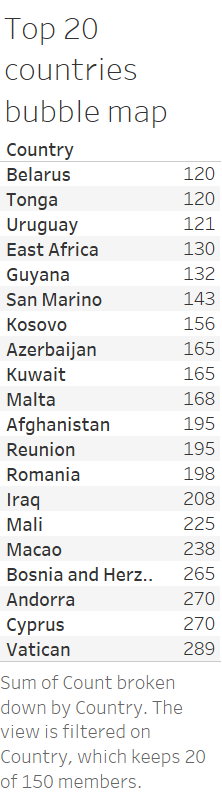 Top 20
countries
bubble map
Country
Belarus 120
Tonga 120
Uruguay 121
East Africa 130
Guyana 132
San Marino 143
Kosovo 156
Azerbaijan 165
Kuwait 165
Malta 168
Afghanistan 195
Reunion 195
Romania 198
Iraq 208
Mali 225
Macao 238
Bosnia and Herz.. 265
Andorra 270
Cyprus 270
Vatican 289
Sum of Count broken
down by Country. The
view is filtered on
Country, which keeps 20
of 150 members.